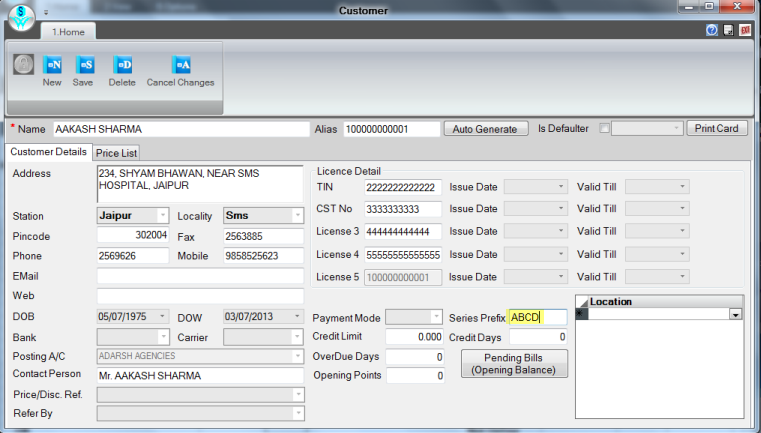 Customer
1.Home
New Save Delete Cancel Changes
* Name AAKASH SHARMA Alias 100000000001 Auto Generate Is Defaulter Print Card
Customer Details Price List
Address 234, SHYAM BHAWAN, NEAR SMS
HOSPITAL, JAIPUR
Station Jaipur Locality Sms
Pincode 302004 Fax 2563885
Phone 2569626 Mobile 9858525623
EMail
Web
DOB 05/07/1975 DOW 03/07/2013
Bank Carrier
Posting A/C ADARSH AGENCIES
Contact Person Mr. AAKASH SHARMA
Price/Disc. Ref.
Refer By
Licence Detail
TIN 2222222222222 Issue Date Valid Till
CST No 3333333333 Issue Date Valid Till
License 3 444444444444 Issue Date Valid Till
License 4 55555555555555 Issue Date Valid Till
License 5 100000000001 Issue Date Valid Till
Payment Mode Series Prefix ABCD
Credit Limit 0.000 Credit Days 0
OverDue Days 0
Opening Points 0
Pending Bills
(Opening Balance)
Location